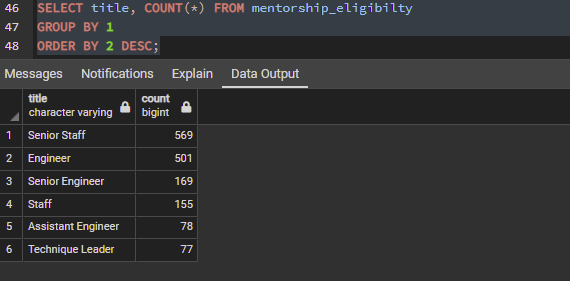 46 SELECT title, COUNT(*) FROM mentorship_eligibilty
47 GROUP BY 1
48 ORDER BY 2 DESC;
Messages Notifications Explain Data Output
title count
character varying bigint
1 Senior Staff 569
2 Engineer 501
3 Senior Engineer 169
4 Staff 155
5 Assistant Engineer 78
6 Technique Leader 77